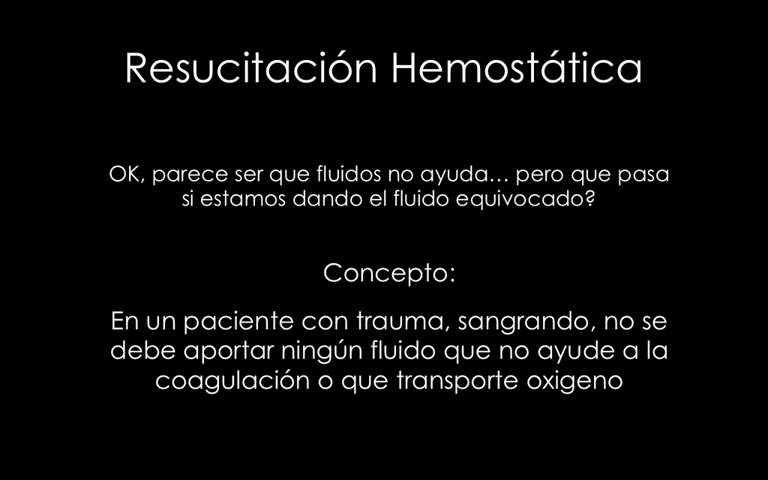 Resucitación Hemostática
OK, parece ser que fluidos no ayuda... pero que pasa
si estamos dando el fluido equivocado?
Concepto:
En un paciente con trauma, sangrando, no se
debe aportar ningún fluido que no ayude a la
coagulación o que transporte oxigeno